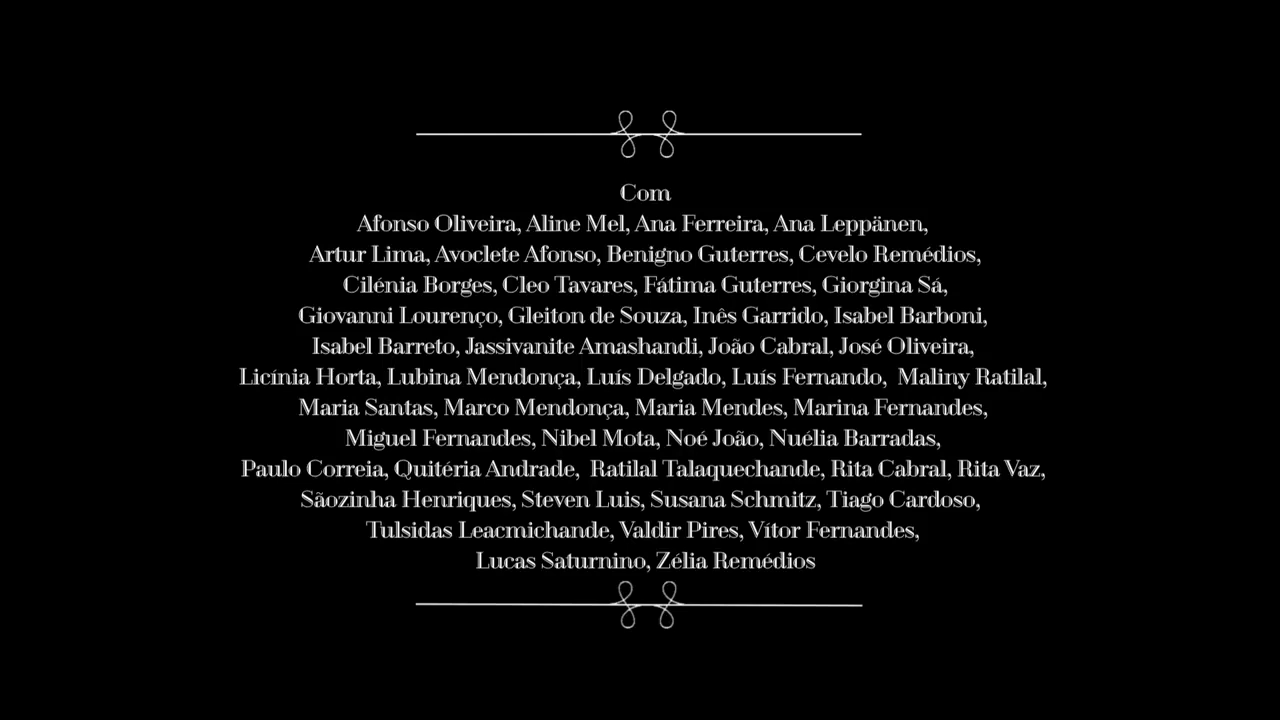 Com
Afonso Oliveira, Aline Mel, Ana Ferreira, Ana Leppänen,
Artur Lima, Avoclete Afonso, Benigno Guterres, Cevelo Remédios,
Cilénia Borges, Cleo Tavares, Fátima Guterres, Giorgina Sá,
Giovanni Lourenço, Gleiton de Souza, Inês Garrido, Isabel Barboni,
Isabel Barreto, Jassivanite Amashandi, João Cabral, José Oliveira,
Licínia Horta, Lubina Mendonça, Luís Delgado, Luís Fernando,  Maliny Ratilal,
Maria Santas, Marco Mendonça, Maria Mendes, Marina Fernandes,
Miguel Fernandes, Nibel Mota, Noé João, Nuélia Barradas,
Paulo Correia, Quitéria Andrade,  Ratilal Talaquechande, Rita Cabral, Rita Vaz,
Sãozinha Henriques, Steven Luis, Susana Schmitz, Tiago Cardoso,
Tulsidas Leacmichande, Valdir Pires, Vítor Fernandes,
Lucas Saturnino, Zélia Remédios